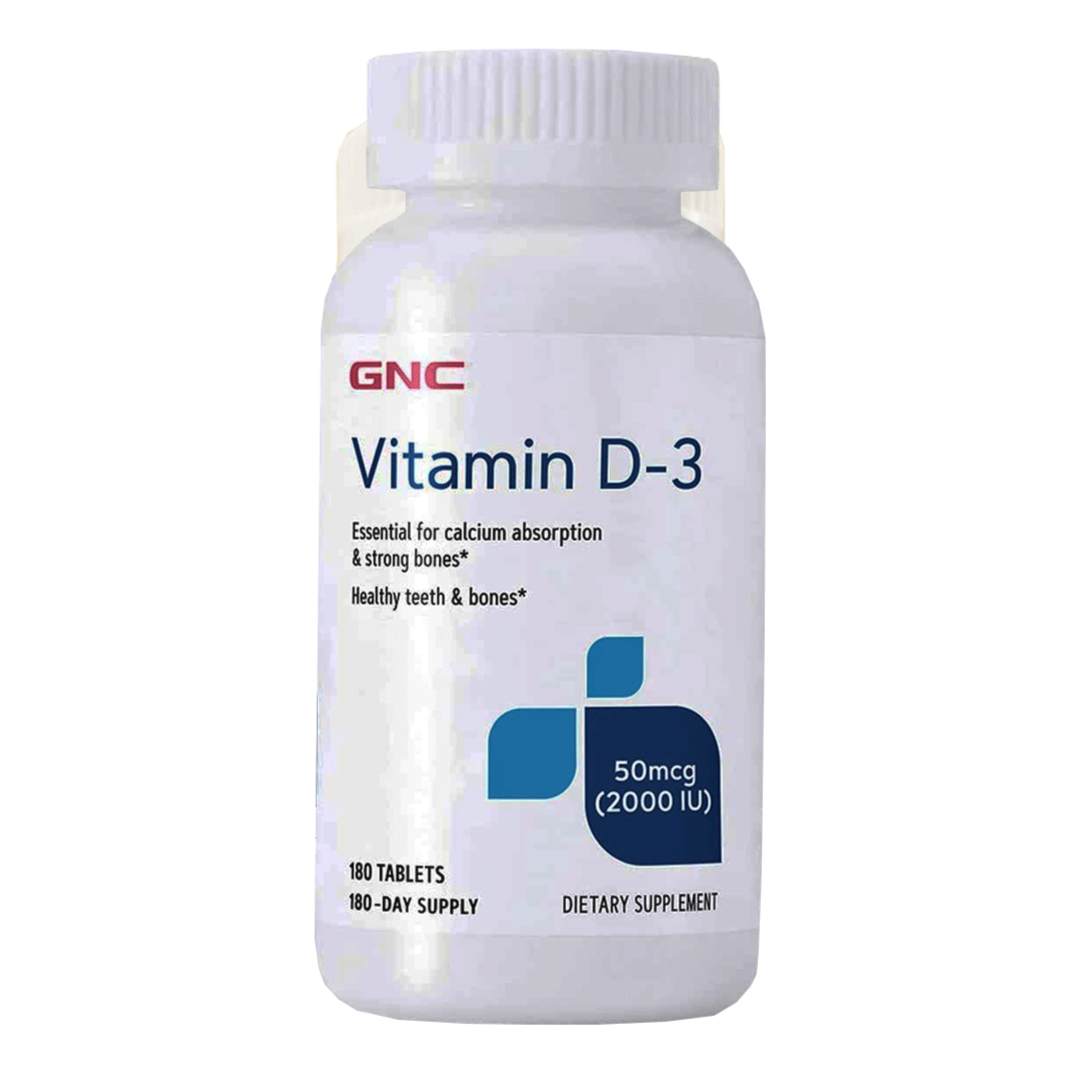 GNC
Vitamin D-3
Essential for calcium absorption
& strong bones*
Healthy teeth & bones*
50mcg
(2000 IU)
180 TABLETS
180-DAY SUPPLY
DIETARY SUPPLEMENT